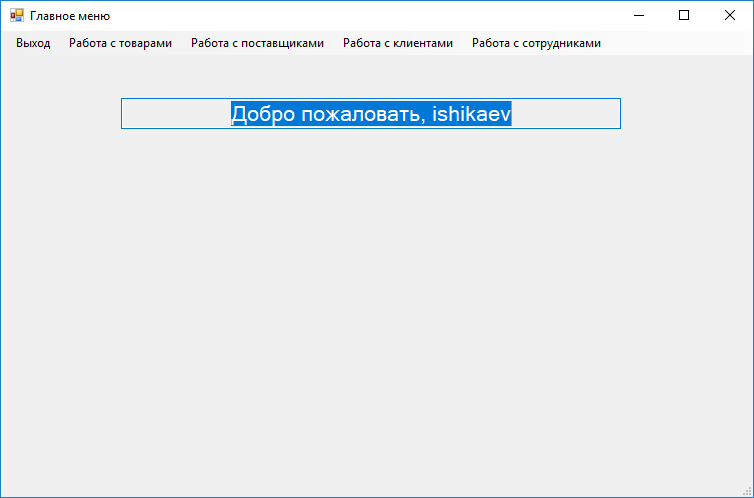 Главное меню
Выход Работа с товарами Работа с поставщиками Работа с клиентами Работа с сотрудниками
Добро пожаловать, ishikaev